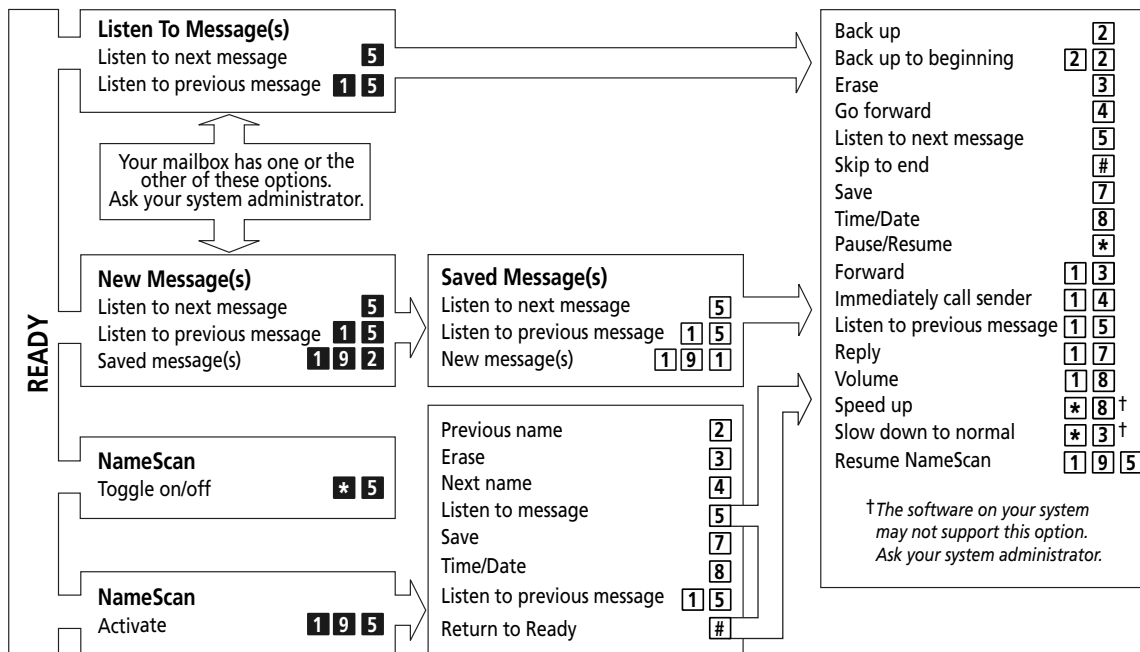 READY
Listen To Message(s)
Listen to next message 5
Listen to previous message 1 5
Your mailbox has one or the
other of these options.
Ask your system administrator.
New Message(s)
Listen to next message 5
Listen to previous message 1 5
Saved message(s) 1 9 2
Saved Message(s)
Listen to next message 5
Listen to previous message 1 5
New message(s) 1 9 1
NameScan
Toggle on/off * 5
NameScan
Activate 1 9 5
Previous name 2
Erase 3
Next name 4
Listen to message 5
Save 7
Time/Date 8
Listen to previous message 1 5
Return to Ready #
Back up 2
Back up to beginning 2 2
Erase 3
Go forward 4
Listen to next message 5
Skip to end #
Save 7
Time/Date 8
Pause/Resume *
Forward 1 3
Immediately call sender 1 4
Listen to previous message 1 5
Reply 1 7
Volume 1 8
Speed up * 8 †
Slow down to normal * 3 †
Resume NameScan 1 9 5
†The software on your system
may not support this option.
Ask your system administrator.